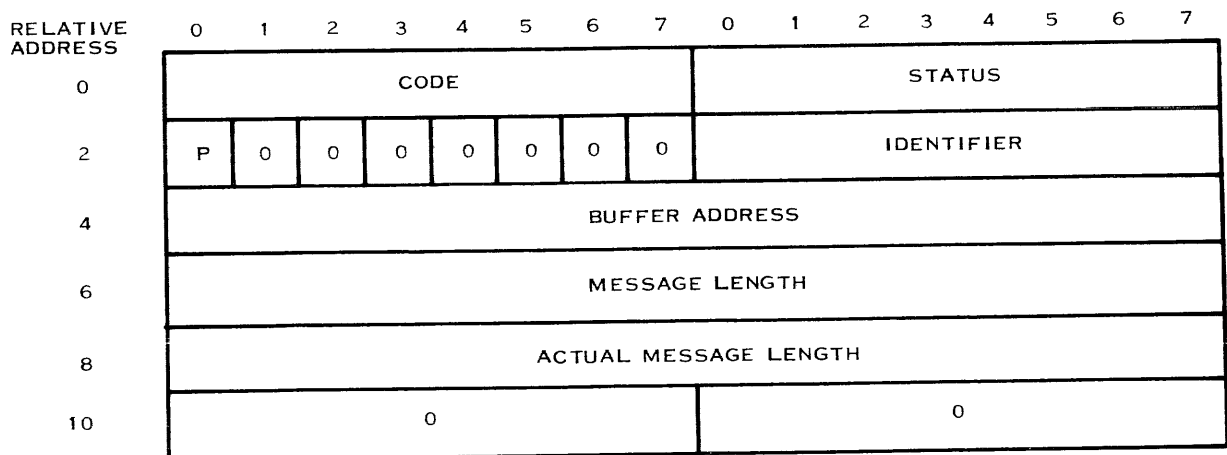 RELATIVE ADDRESS 0 1 2 3 4 5 6 7 0 1 2 3 4 5 6 7
0 CODE STATUS
2 P 0 0 0 0 0 0 0 IDENTIFIER
4 BUFFER ADDRESS
6 MESSAGE LENGTH
8 ACTUAL MESSAGE LENGTH
10 0 0